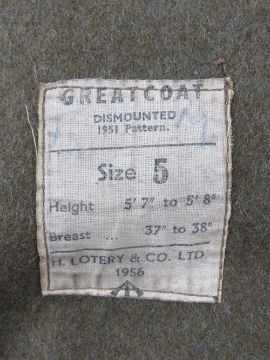 GREATCOAT
DISMOUNTED
1951 Pattern.
Size 5
Height 5' 7" to 5' 8"
Breast ... 37" to 38"
H. LOTERY & CO. LTD.
1956